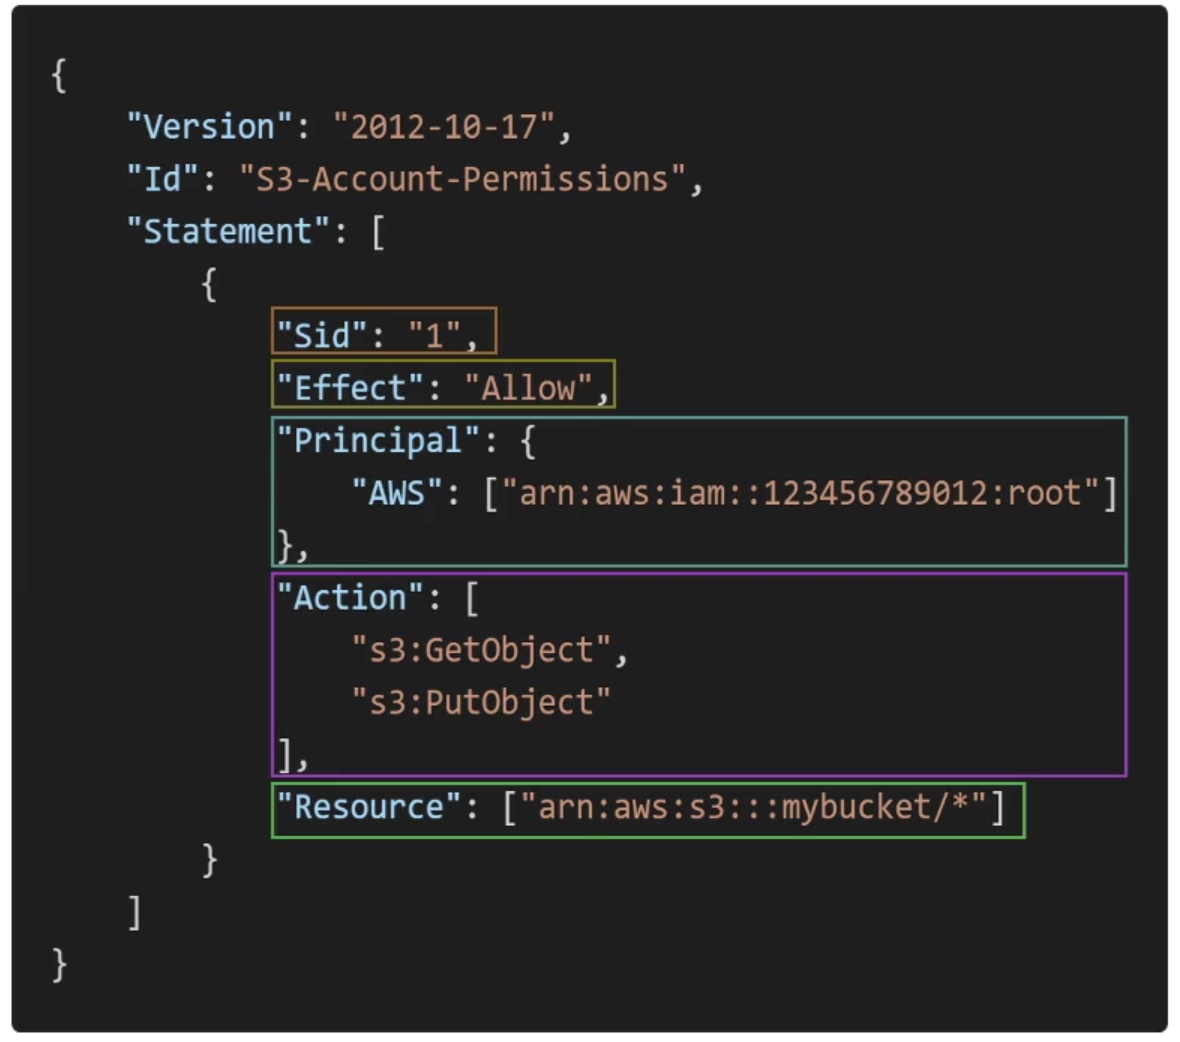 {
    "Version": "2012-10-17",
    "Id": "S3-Account-Permissions",
    "Statement": [
        {
            "Sid": "1",
            "Effect": "Allow",
            "Principal": {
                "AWS": ["arn:aws:iam::123456789012:root"]
            },
            "Action": [
                "s3:GetObject",
                "s3:PutObject"
            ],
            "Resource": ["arn:aws:s3:::mybucket/*"]
        }
    ]
}